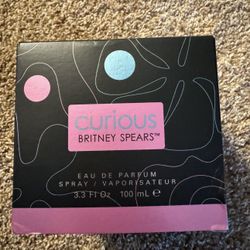 curious
BRITNEY SPEARS™
EAU DE PARFUM
SPRAY / VAPORISATEUR
3.3 Fl Oz 100 mL ℮